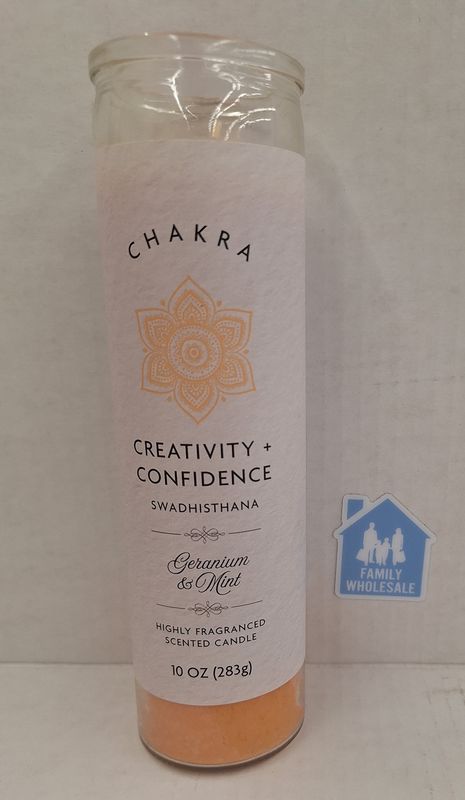 CHAKRA
CREATIVITY +
CONFIDENCE
SWADHISTHANA
Geranium
& Mint
HIGHLY FRAGRANCED
SCENTED CANDLE
10 OZ (283g)
FAMILY
WHOLESALE